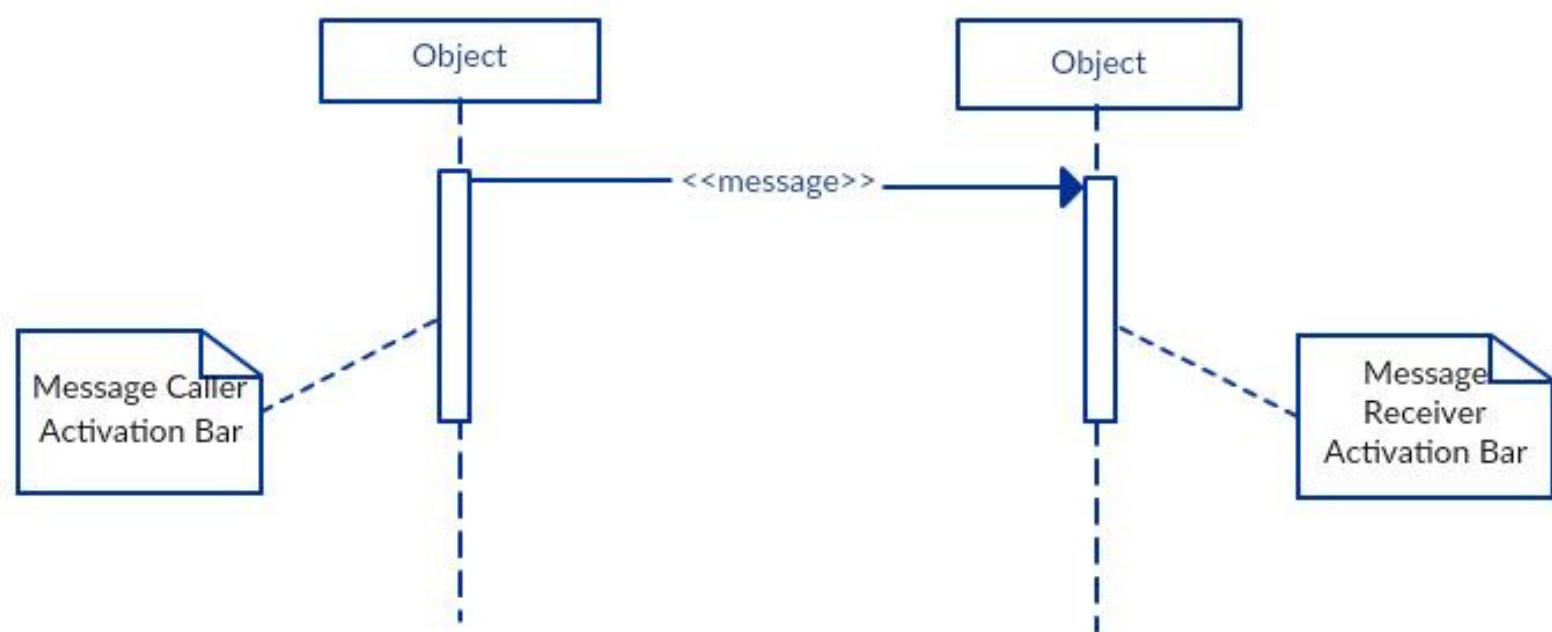 Object
Object
<<message>>
Message Caller
Activation Bar
Message
Receiver
Activation Bar